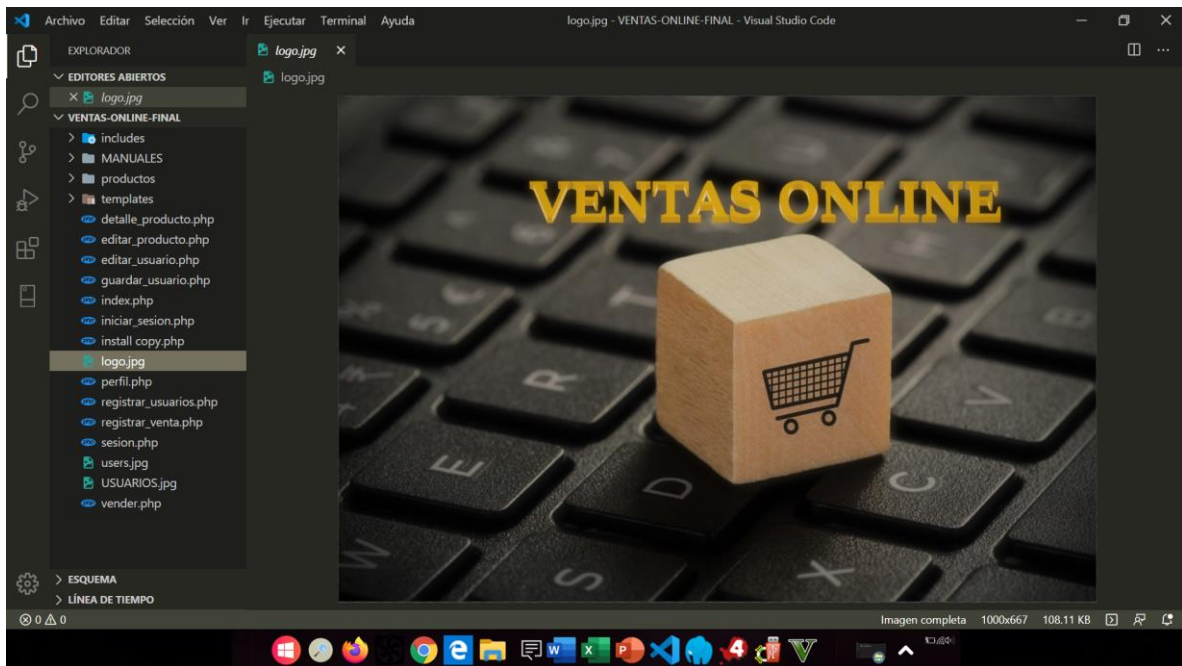 Archivo Editar Selección Ver Ir Ejecutar Terminal Ayuda logo.jpg - VENTAS-ONLINE-FINAL - Visual Studio Code
EXPLORADOR
EDITORES ABIERTOS
logo.jpg
VENTAS-ONLINE-FINAL
includes
MANUALES
productos
templates
detalle_producto.php
editar_producto.php
editar_usuario.php
guardar_usuario.php
index.php
iniciar_sesion.php
install copy.php
logo.jpg
perfil.php
registrar_usuarios.php
registrar_venta.php
sesion.php
users.jpg
USUARIOS.jpg
vender.php
ESQUEMA
LÍNEA DE TIEMPO
logo.jpg
logo.jpg
VENTAS ONLINE
E
D
C
S
X
V
R
T
W
0 0
Imagen completa 1000x667 108.11 KB